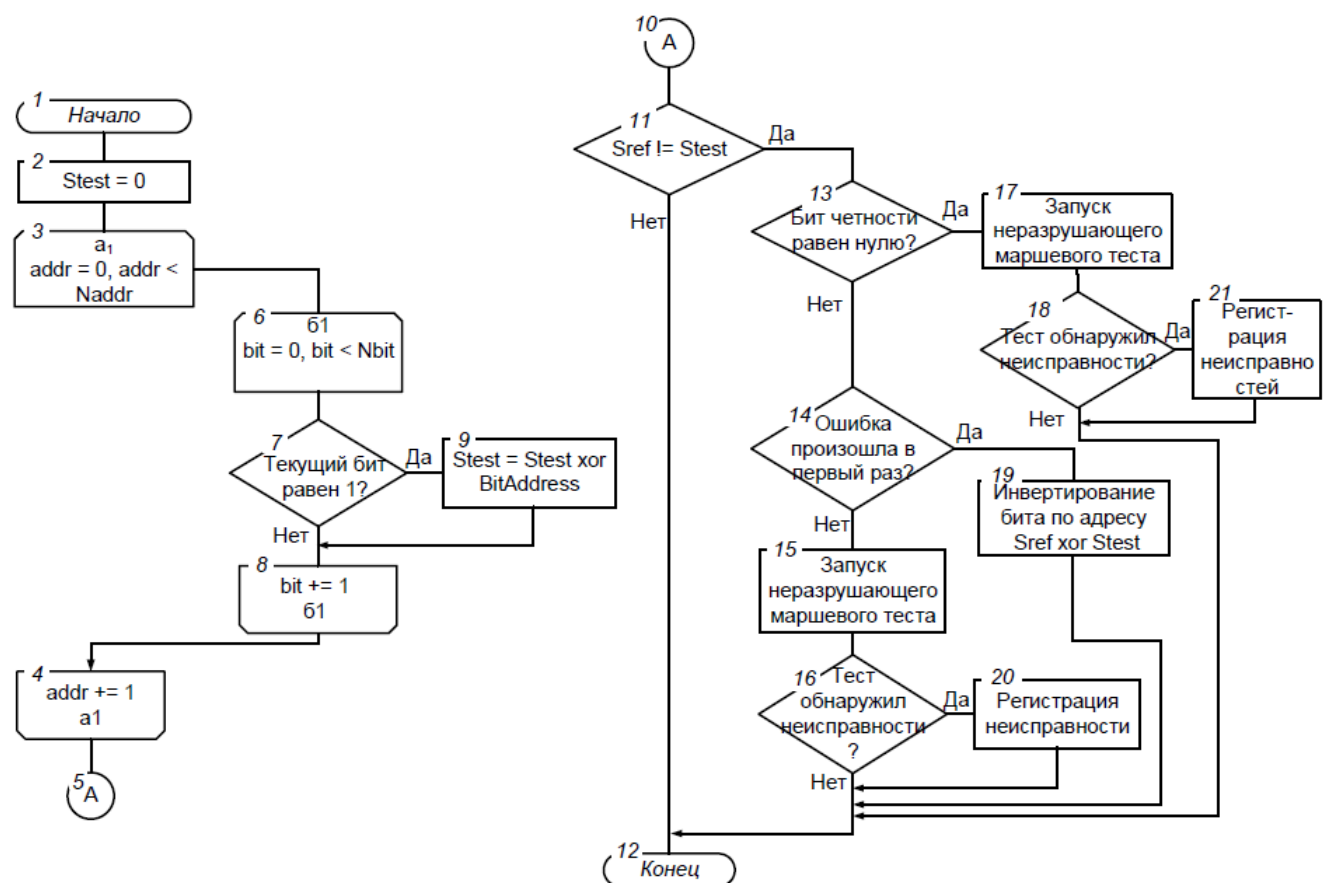 1
Начало
2
Stest = 0
3
a₁
addr = 0, addr <
Naddr
6
б1
bit = 0, bit < Nbit
7
Текущий бит
равен 1?
Да
9
Stest = Stest xor
BitAddress
Нет
8
bit += 1
б1
4
addr += 1
a1
5
A
10
A
11
Sref != Stest
Да
Нет
13
Бит четности
равен нулю?
Да
17
Запуск
неразрушающего
маршевого теста
Нет
18
Тест обнаружил
неисправности?
Да
21
Регист-
рация
неисправно
стей
Нет
14
Ошибка
произошла в
первый раз?
Да
19
Инвертирование
бита по адресу
Sref xor Stest
Нет
15
Запуск
неразрушающего
маршевого теста
16
Тест
обнаружил
неисправности
?
Да
20
Регистрация
неисправности
Нет
12
Конец